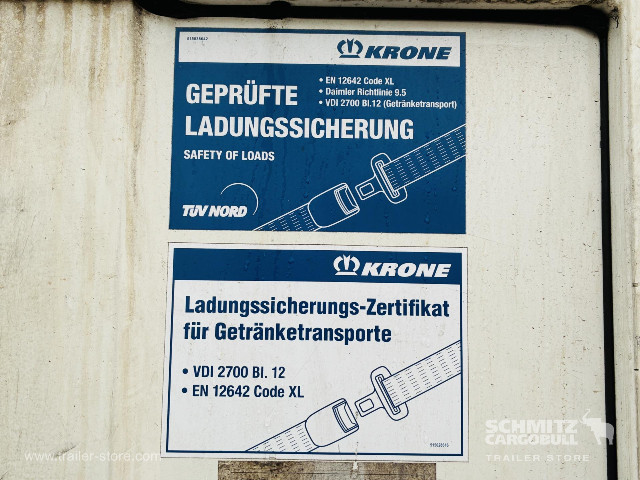 KRONE
• EN 12642 Code XL
• Daimler Richtlinie 9.5
• VDI 2700 Bl.12 (Getränketransport)
GEPRÜFTE
LADUNGSSICHERUNG
SAFETY OF LOADS
TÜV NORD
KRONE
Ladungssicherungs-Zertifikat
für Getränketransporte
• VDI 2700 Bl. 12
• EN 12642 Code XL
www.trailer-store.com
SCHMITZ
CARGOBULL
TRAILER STORE